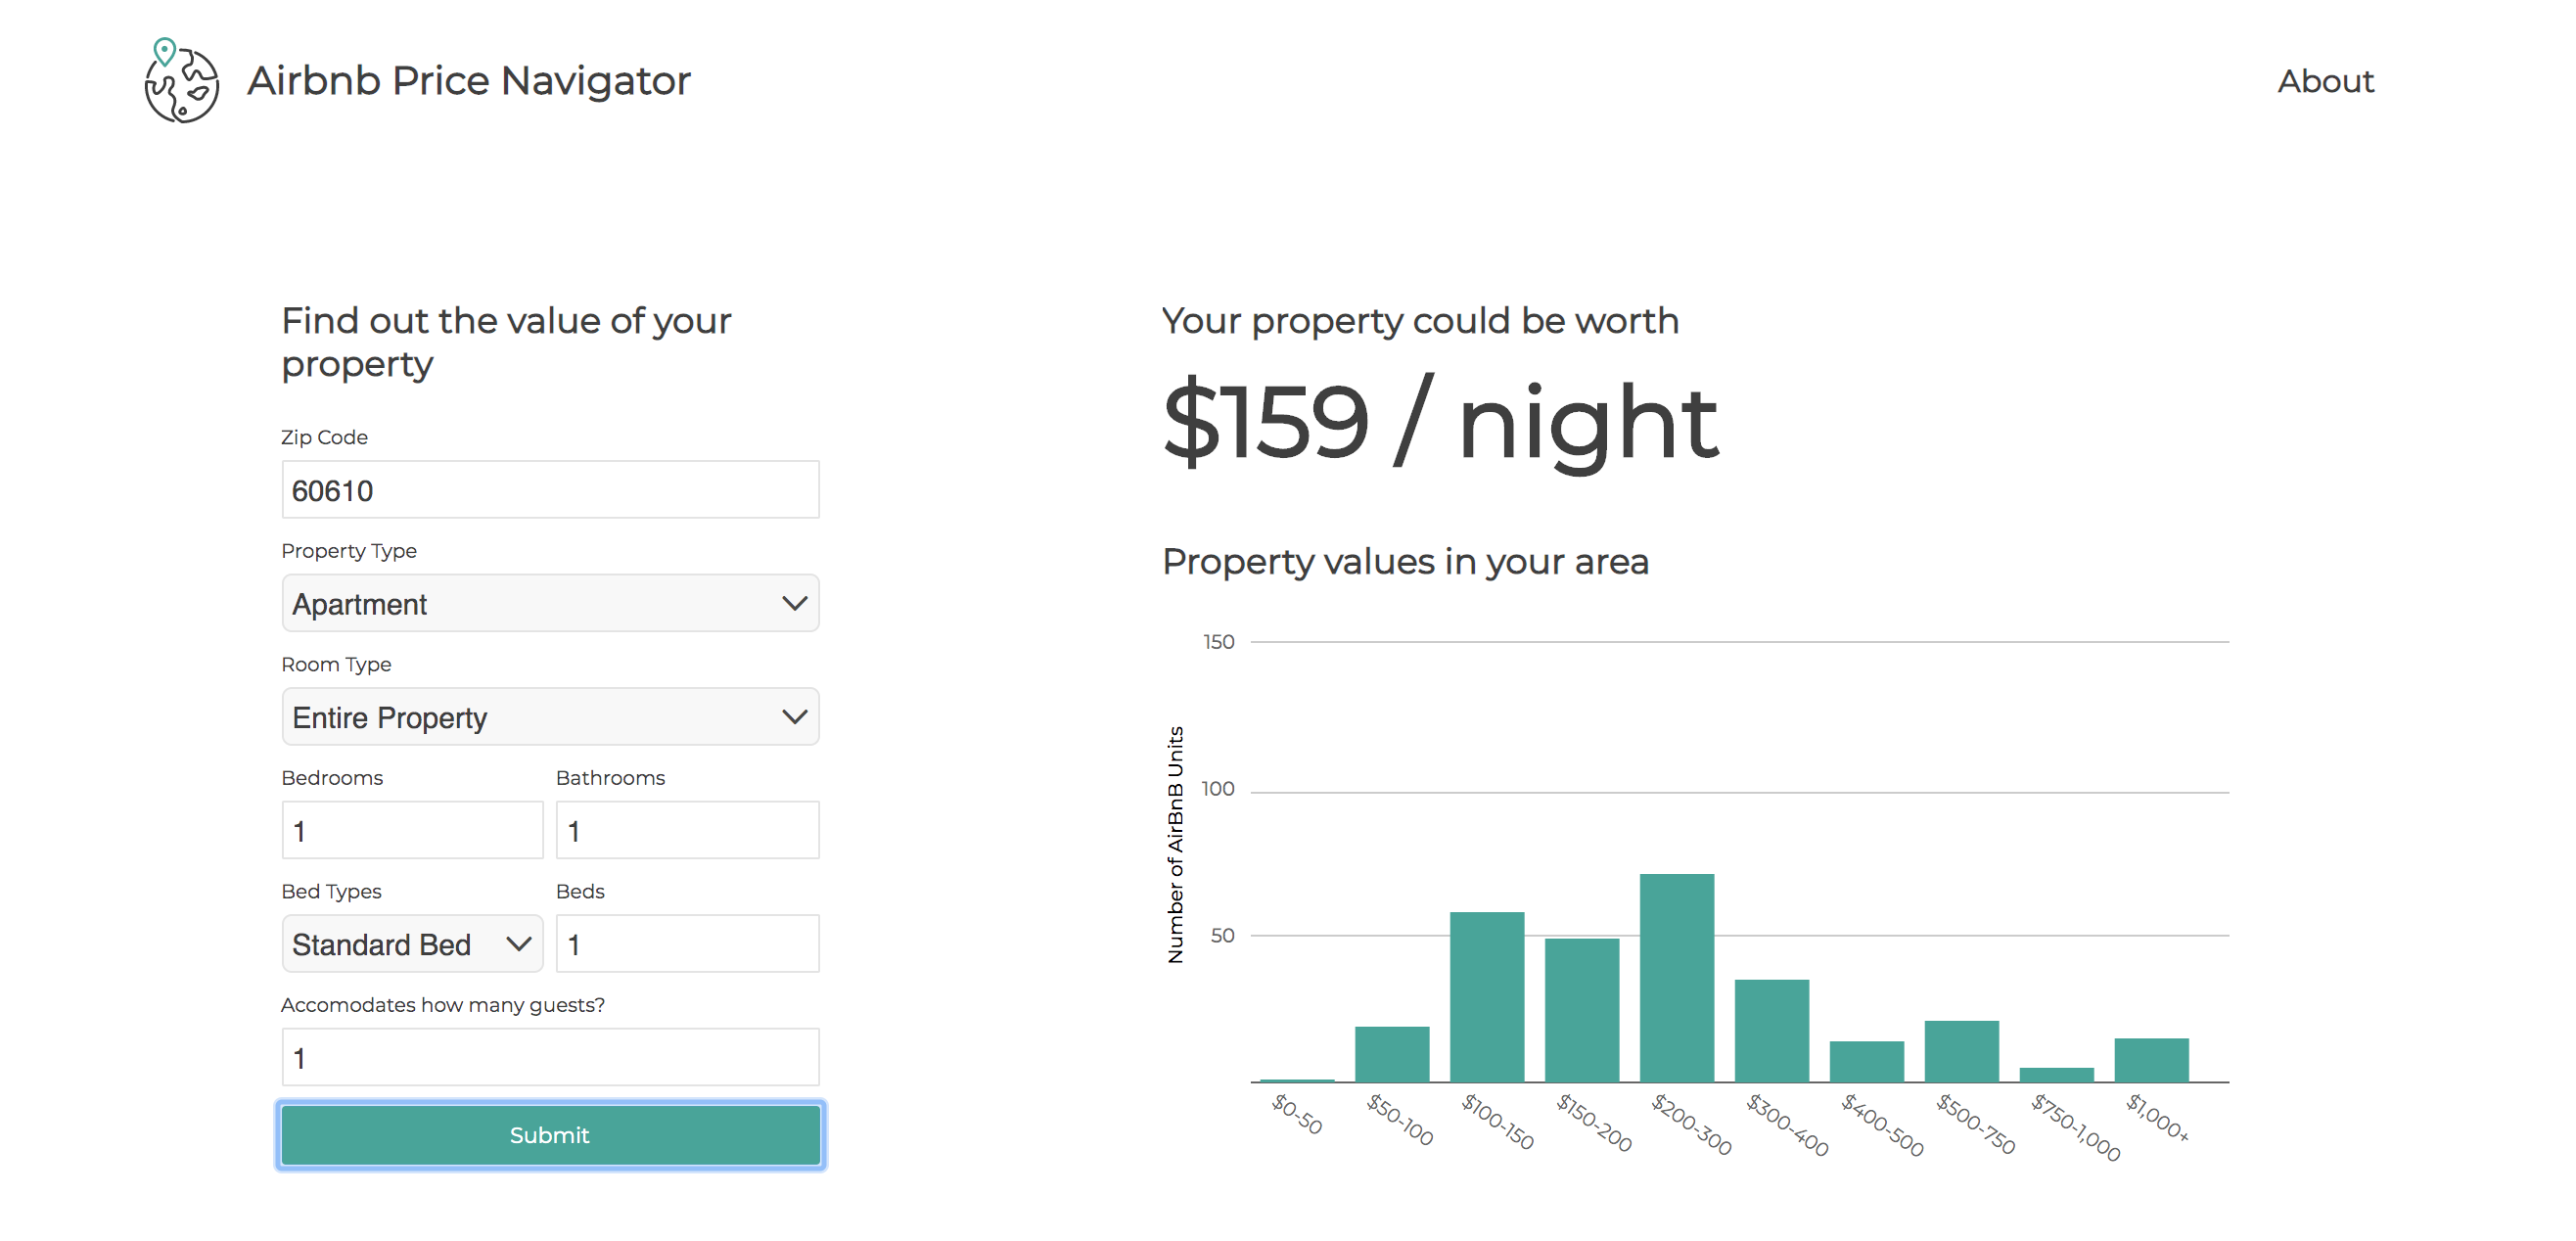 Airbnb Price Navigator
About
Find out the value of your
property
Zip Code
60610
Property Type
Apartment
Room Type
Entire Property
Bedrooms
Bathrooms
1
1
Bed Types
Beds
Standard Bed
1
Accomodates how many guests?
1
Submit
Your property could be worth
$159 / night
Property values in your area
Number of AirBnB Units
150
100
50
$0-50
$50-100
$100-150
$150-200
$200-300
$300-400
$400-500
$500-750
$750-1,000
$1,000+